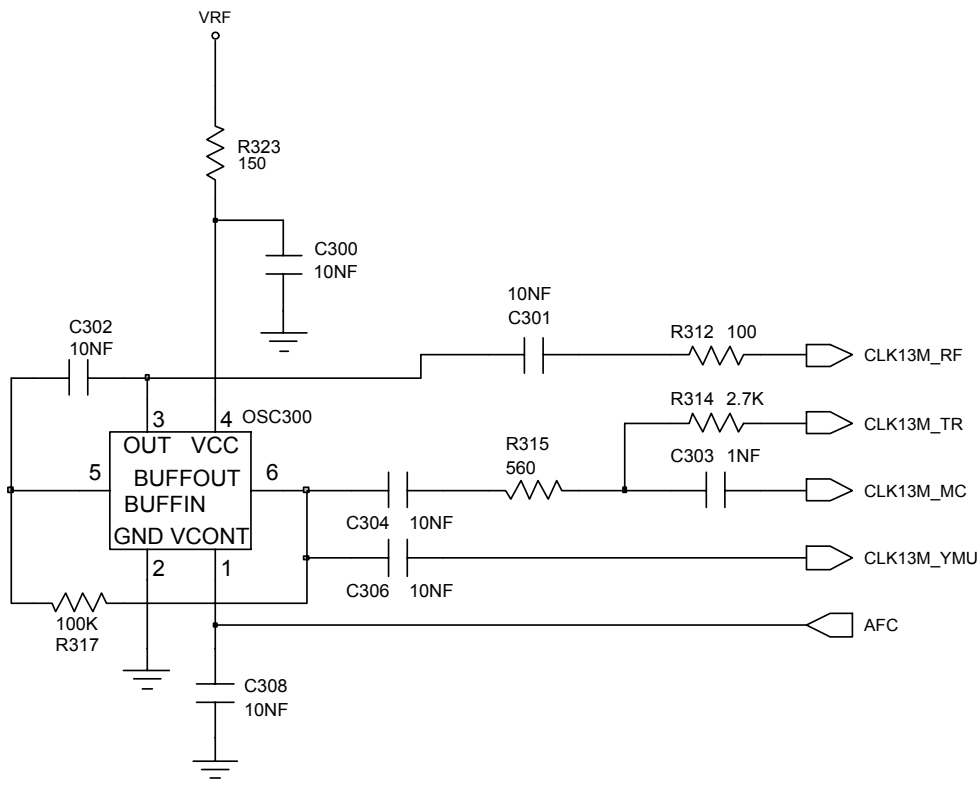 VRF
R323
150
C300
10NF
C302
10NF
10NF
C301
R312 100
CLK13M_RF
R314 2.7K
CLK13M_TR
3
4
OSC300
OUT VCC
R315
560
C303 1NF
5
BUFFOUT
6
BUFFIN
CLK13M_MC
GND VCONT
C304 10NF
2
1
CLK13M_YMU
C306 10NF
100K
R317
AFC
C308
10NF